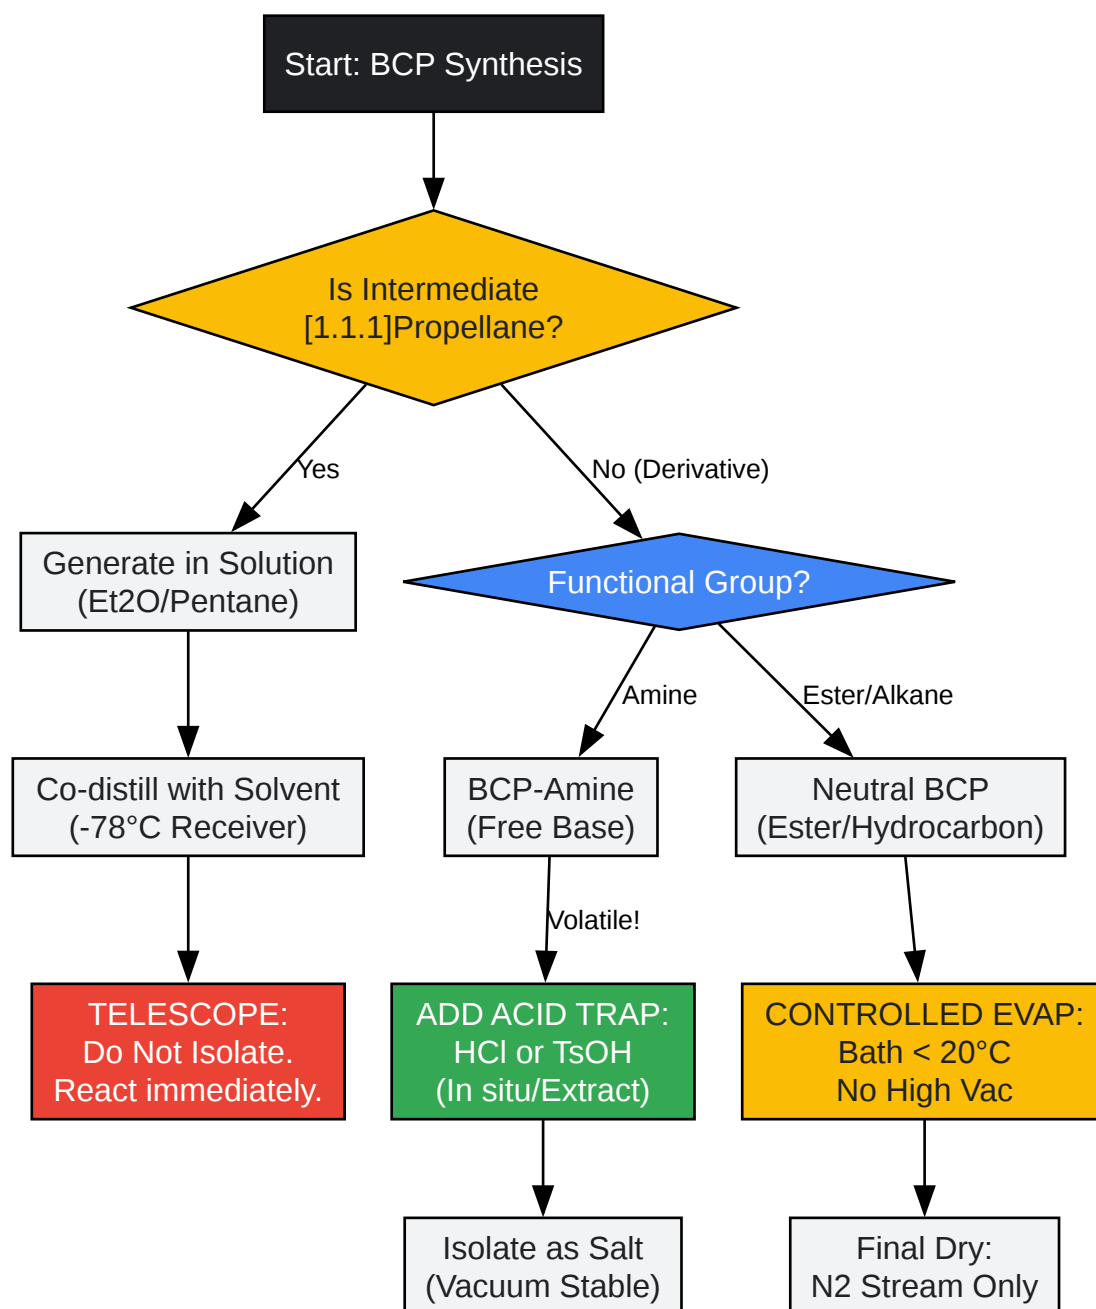 Start: BCP Synthesis
Is Intermediate
[1.1.1]Propellane?
Yes
No (Derivative)
Generate in Solution
(Et2O/Pentane)
Functional Group?
Amine
Ester/Alkane
Co-distill with Solvent
(-78°C Receiver)
BCP-Amine
(Free Base)
Neutral BCP
(Ester/Hydrocarbon)
Volatile!
TELESCOPE:
Do Not Isolate.
React immediately.
ADD ACID TRAP:
HCl or TsOH
(In situ/Extract)
CONTROLLED EVAP:
Bath < 20°C
No High Vac
Isolate as Salt
(Vacuum Stable)
Final Dry:
N2 Stream Only